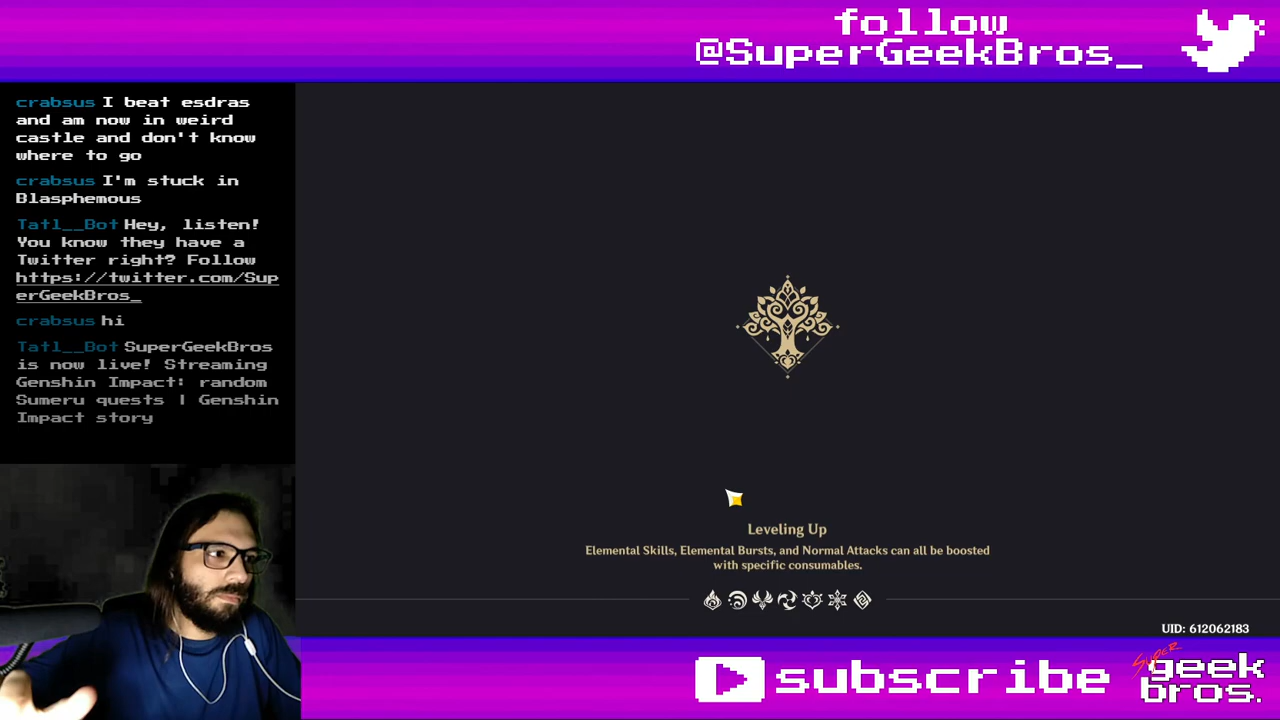 follow
@SuperGeekBros_
crabsus I beat esdras
and am now in weird
castle and don't know
where to go
crabsus I'm stuck in
Blasphemous
Tatl__Bot Hey, listen!
You know they have a
Twitter right? Follow
https://twitter.com/Sup
erGeekBros_
crabsus hi
Tatl__Bot SuperGeekBros
is now live! Streaming
Genshin Impact: random
Sumeru quests | Genshin
Impact story
Leveling Up
Elemental Skills, Elemental Bursts, and Normal Attacks can all be boosted
with specific consumables.
UID: 612062183
subscribe
SUPER
geek
bros.